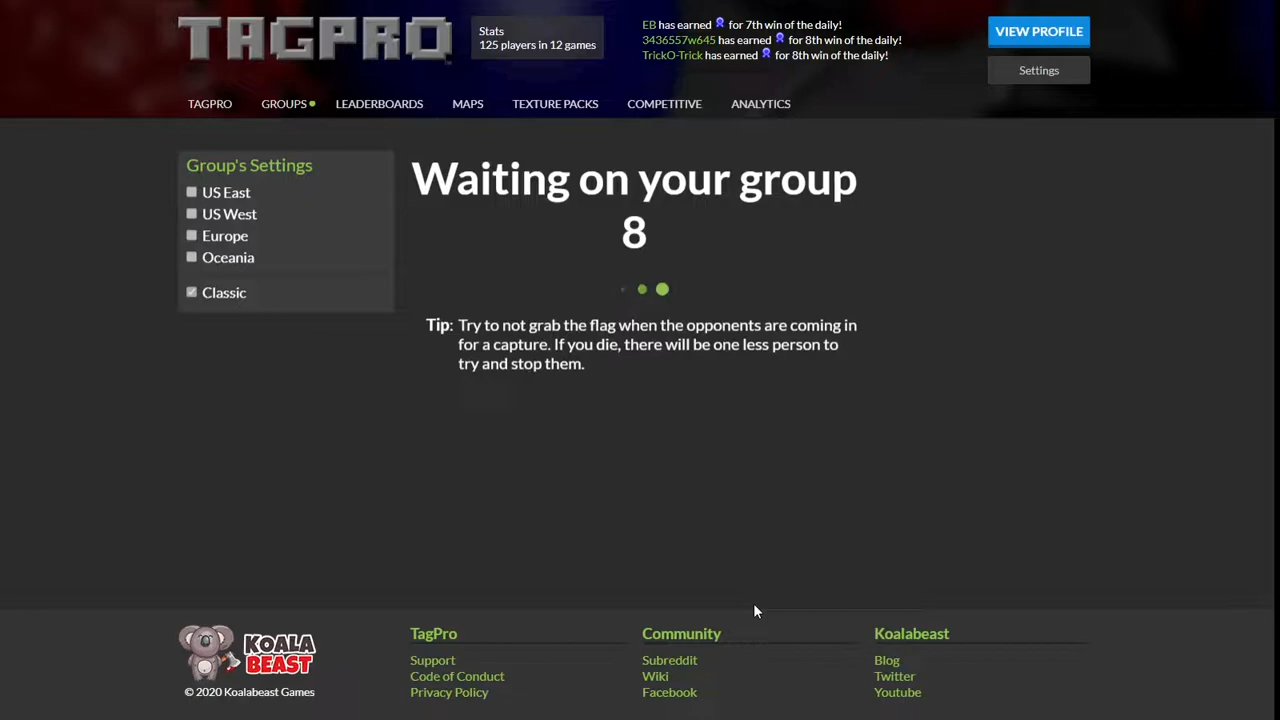 TAGPRO
Stats
125 players in 12 games
EB has earned for 7th win of the daily!
3436557w645 has earned for 8th win of the daily!
TrickO-Trick has earned for 8th win of the daily!
VIEW PROFILE
Settings
TAGPRO GROUPS LEADERBOARDS MAPS TEXTURE PACKS COMPETITIVE ANALYTICS
Group's Settings
US East
US West
Europe
Oceania
Classic
Waiting on your group
8
Tip: Try to not grab the flag when the opponents are coming in
for a capture. If you die, there will be one less person to
try and stop them.
KOALA
BEAST
© 2020 Koalabeast Games
TagPro
Support
Code of Conduct
Privacy Policy
Community
Subreddit
Wiki
Facebook
Koalabeast
Blog
Twitter
Youtube